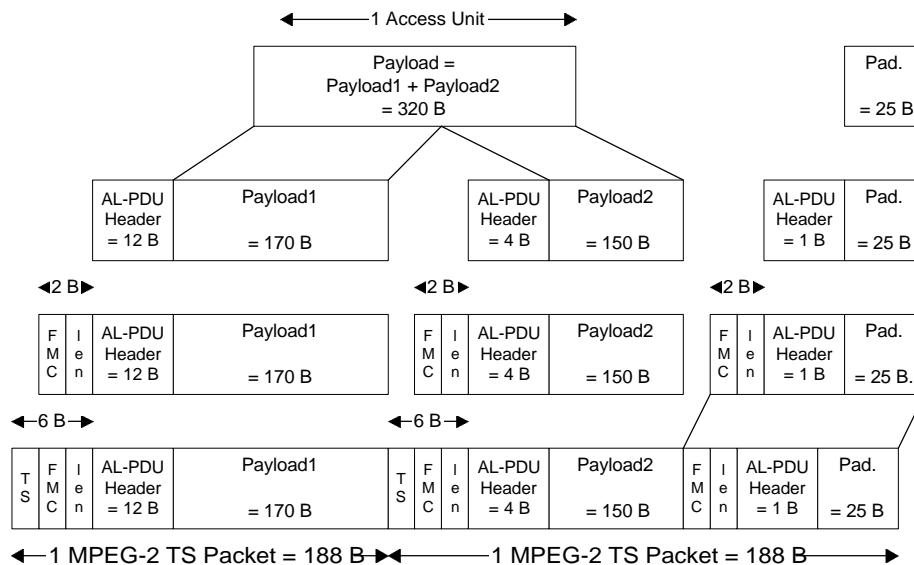 1 Access Unit
Payload =
Payload1 + Payload2
= 320 B
Pad.
= 25 B
AL-PDU
Header
= 12 B
Payload1
= 170 B
AL-PDU
Header
= 4 B
Payload2
= 150 B
AL-PDU
Header
= 1 B
Pad.
= 25 B
2 B
2 B
2 B
F
M
C
l
e
n
AL-PDU
Header
= 12 B
Payload1
= 170 B
F
M
C
l
e
n
AL-PDU
Header
= 4 B
Payload2
= 150 B
F
M
C
l
e
n
AL-PDU
Header
= 1 B
Pad.
= 25 B.
6 B
6 B
T
S
F
M
C
l
e
n
AL-PDU
Header
= 12 B
Payload1
= 170 B
T
S
F
M
C
l
e
n
AL-PDU
Header
= 4 B
Payload2
= 150 B
F
M
C
l
e
n
AL-PDU
Header
= 1 B
Pad.
= 25 B
1 MPEG-2 TS Packet = 188 B
1 MPEG-2 TS Packet = 188 B